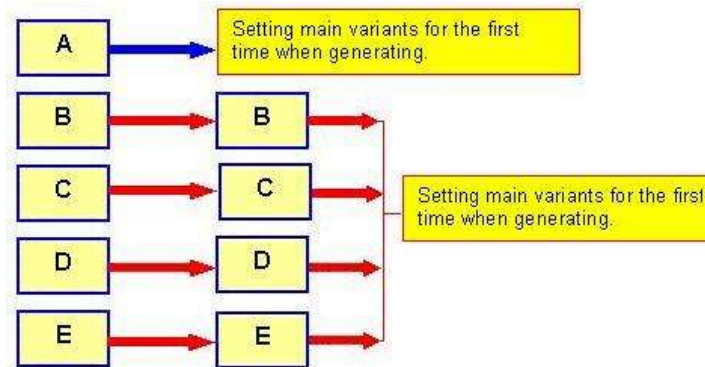 A
Setting main variants for the first
time when generating.
B
B
C
C
Setting main variants for the first
time when generating.
D
D
E
E